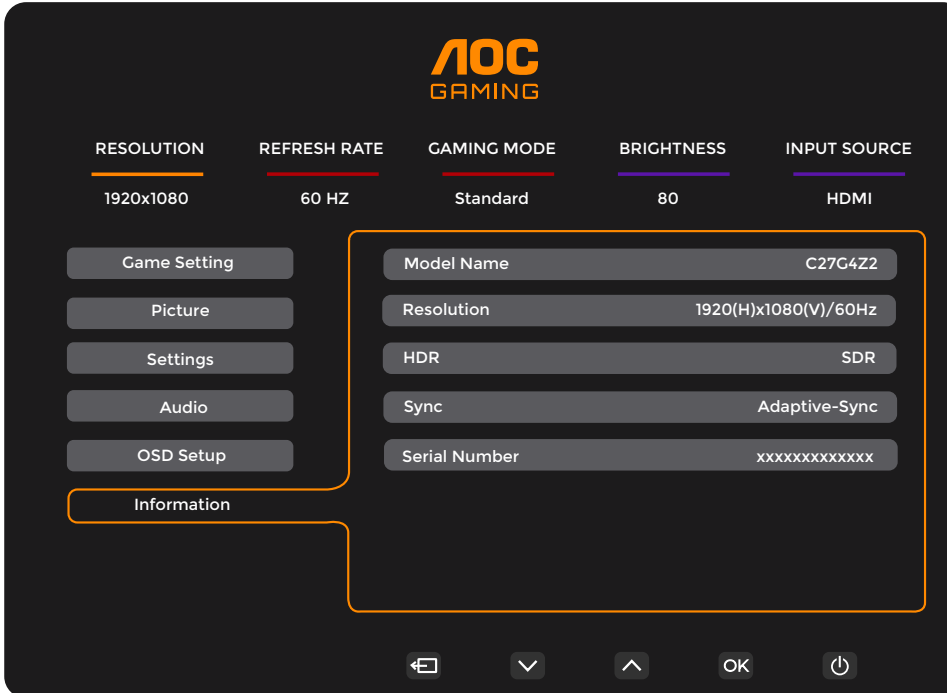 AOC
GAMING
RESOLUTION REFRESH RATE GAMING MODE BRIGHTNESS INPUT SOURCE
1920x1080 60 HZ Standard 80 HDMI
Game Setting
Picture
Settings
Audio
OSD Setup
Information
Model Name C27G4Z2
Resolution 1920(H)x1080(V)/60Hz
HDR SDR
Sync Adaptive-Sync
Serial Number xxxxxxxxxxxxx
OK